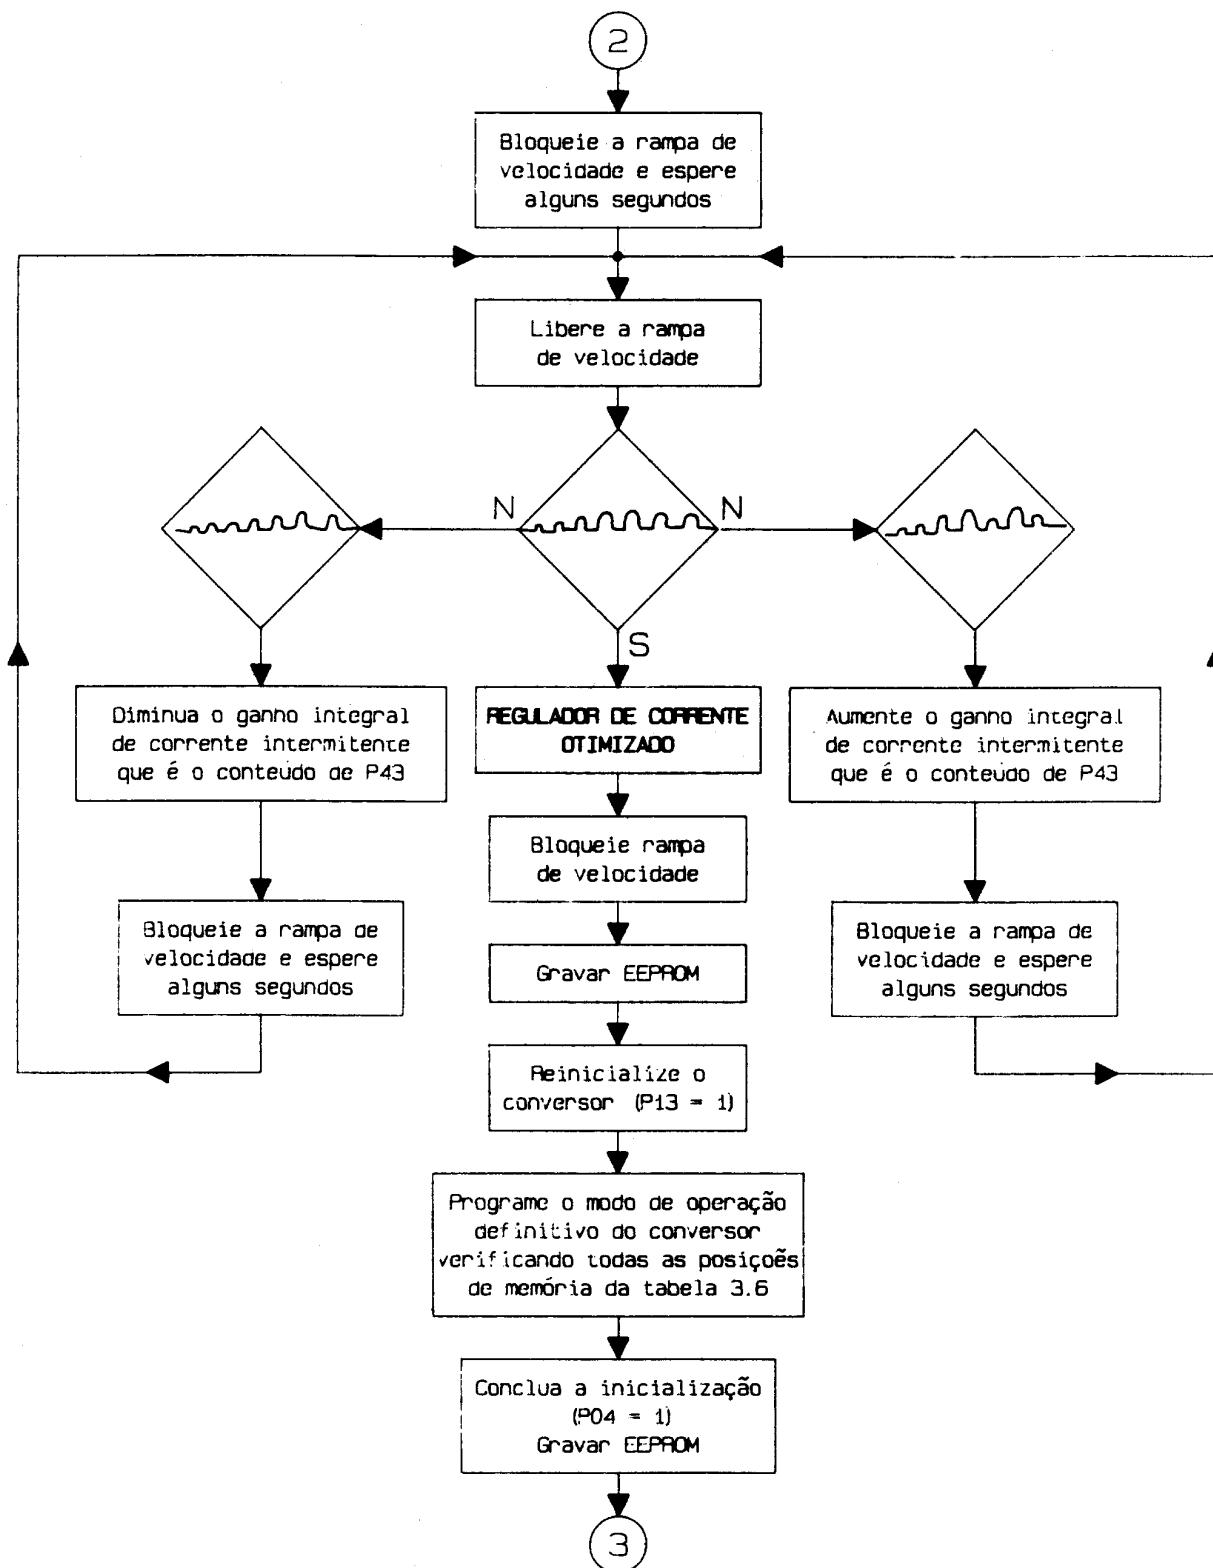 2
Bloqueie a rampa de
velocidade e espere
alguns segundos
Libere a rampa
de velocidade
N
N
S
Diminua o ganho integral
de corrente intermitente
que é o conteúdo de P43
REGULADOR DE CORRENTE
OTIMIZADO
Aumente o ganho integral
de corrente intermitente
que é o conteúdo de P43
Bloqueie rampa
de velocidade
Bloqueie a rampa de
velocidade e espere
alguns segundos
Gravar EEPROM
Bloqueie a rampa de
velocidade e espere
alguns segundos
Reinicialize o
conversor (P13 = 1)
Programe o modo de operação
definitivo do conversor
verificando todas as posiçoẽs
de memória da tabela 3.6
Conclua a inicialização
(P04 = 1)
Gravar EEPROM
3